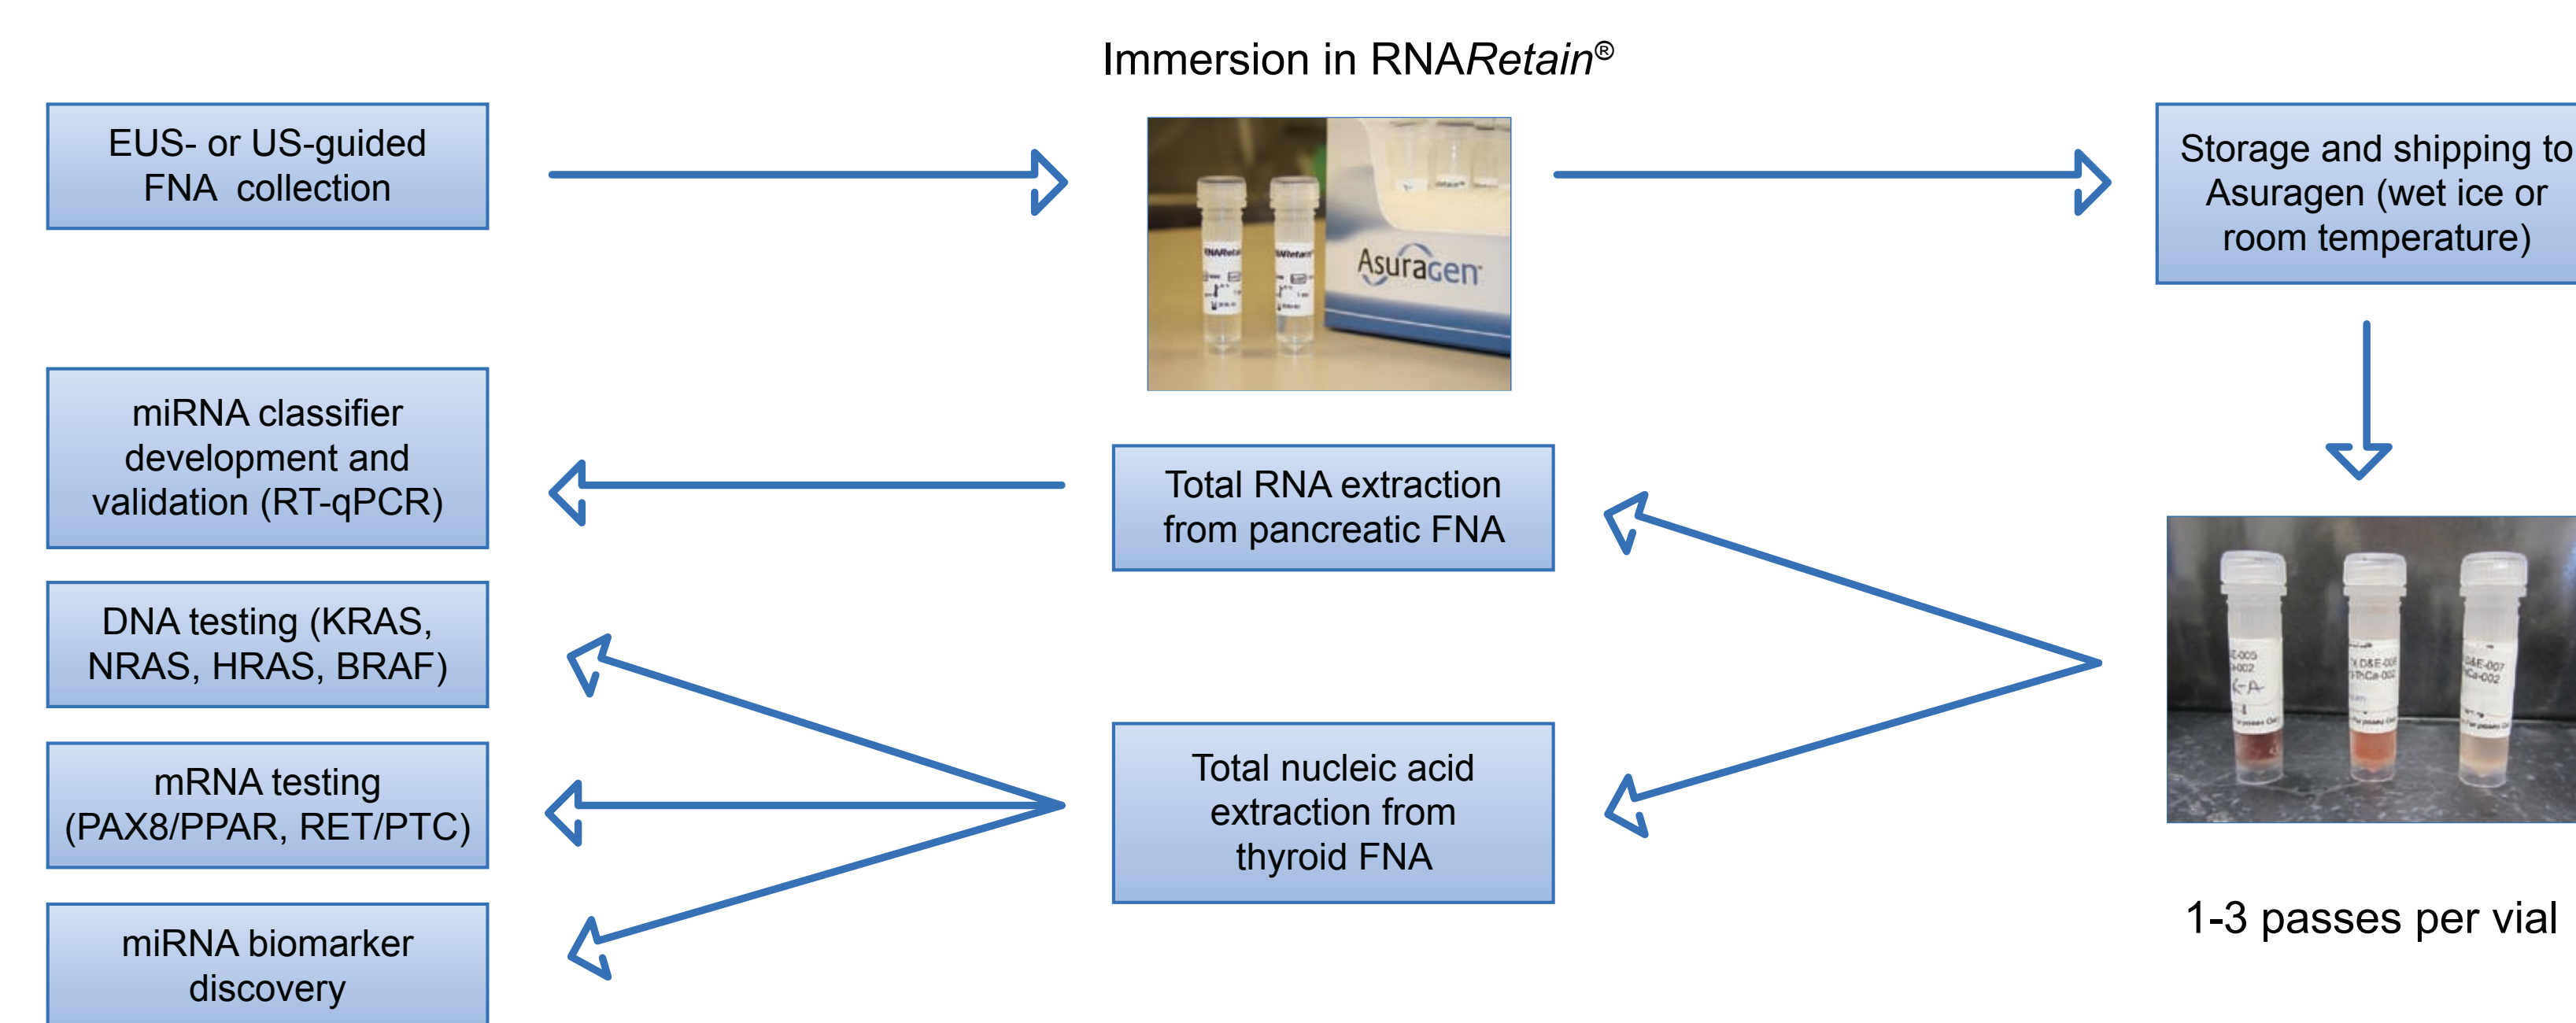 Immersion in RNARetain®
EUS- or US-guided
FNA collection
Asuragen
Storage and shipping to
Asuragen (wet ice or
room temperature)
miRNA classifier
development and
validation (RT-qPCR)
Total RNA extraction
from pancreatic FNA
DNA testing (KRAS,
NRAS, HRAS, BRAF)
mRNA testing
(PAX8/PPAR, RET/PTC)
Total nucleic acid
extraction from
thyroid FNA
miRNA biomarker
discovery
1-3 passes per vial